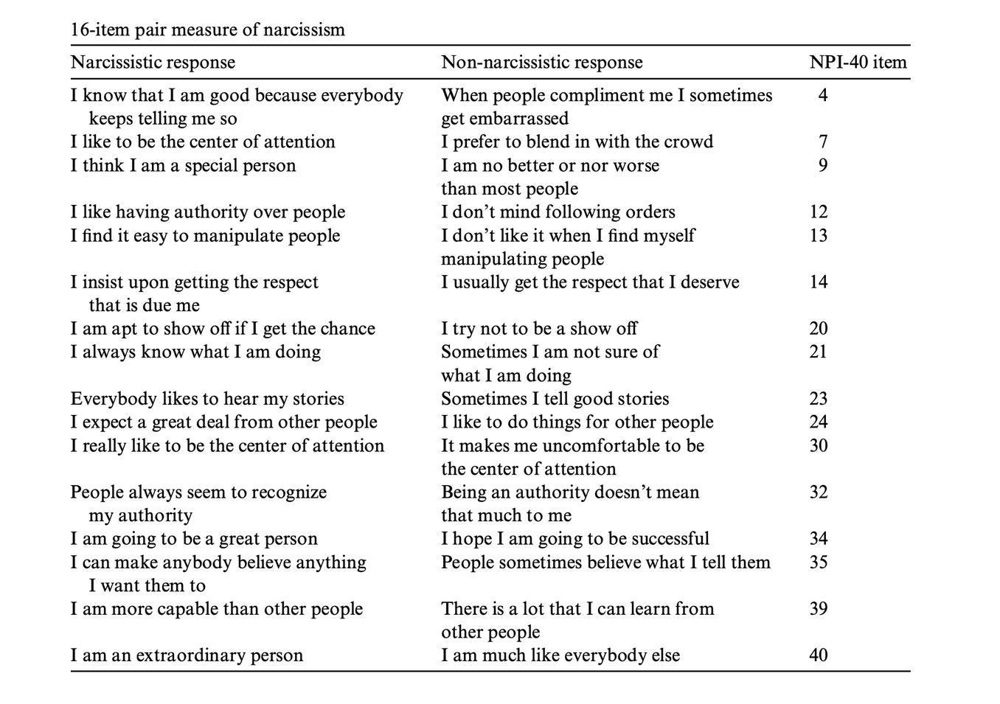 16-item pair measure of narcissism
Narcissistic response Non-narcissistic response NPI-40 item
I know that I am good because everybody When people compliment me I sometimes 4
keeps telling me so get embarrassed
I like to be the center of attention I prefer to blend in with the crowd 7
I think I am a special person I am no better or nor worse 9
than most people
I like having authority over people I don't mind following orders 12
I find it easy to manipulate people I don't like it when I find myself 13
manipulating people
I insist upon getting the respect I usually get the respect that I deserve 14
that is due me
I am apt to show off if I get the chance I try not to be a show off 20
I always know what I am doing Sometimes I am not sure of 21
what I am doing
Everybody likes to hear my stories Sometimes I tell good stories 23
I expect a great deal from other people I like to do things for other people 24
I really like to be the center of attention It makes me uncomfortable to be 30
the center of attention
People always seem to recognize Being an authority doesn't mean 32
my authority that much to me
I am going to be a great person I hope I am going to be successful 34
I can make anybody believe anything People sometimes believe what I tell them 35
I want them to
I am more capable than other people There is a lot that I can learn from 39
other people
I am an extraordinary person I am much like everybody else 40